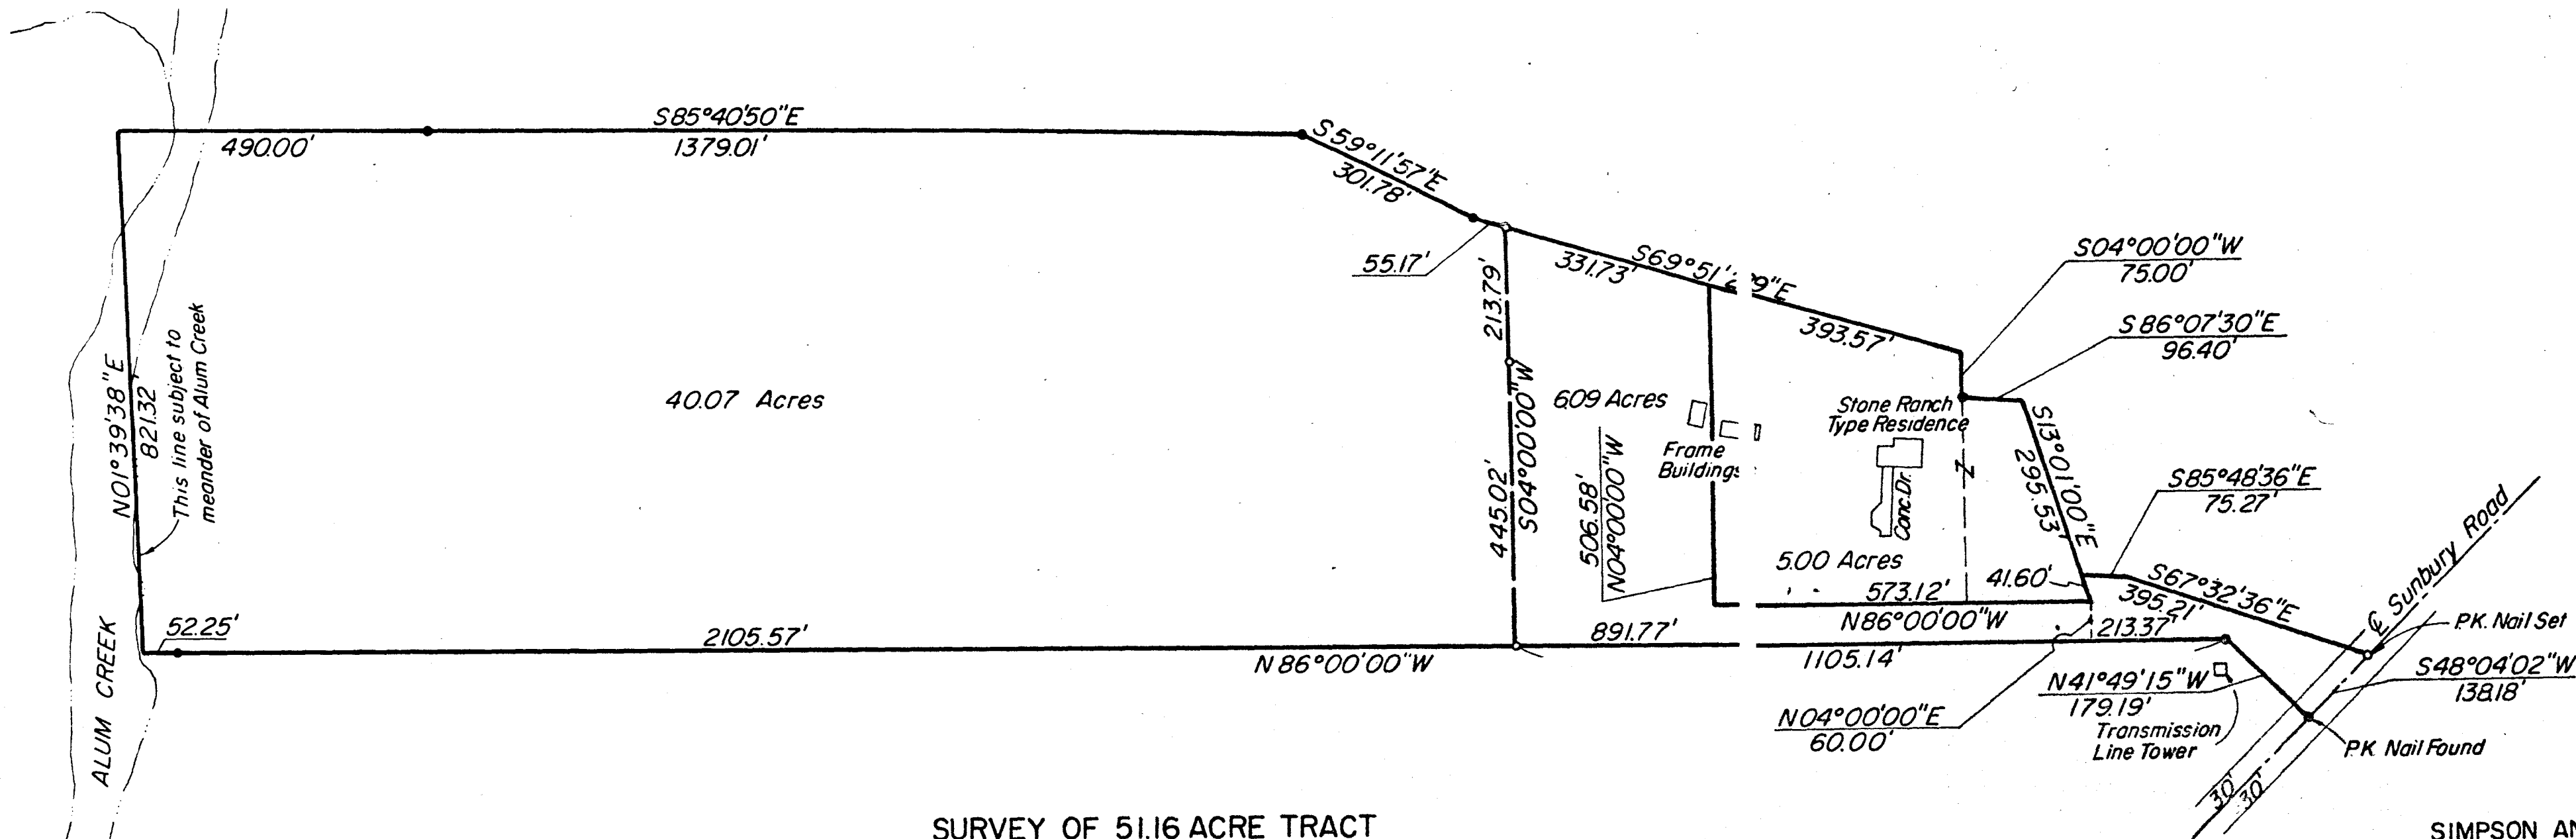 S85°40'50"E
490.00'
1379.01'
S59°11'57"E
301.78'
55.17'
331.73'
393.57'
S04°00'00"W
75.00'
S86°07'30"E
96.40'
213.79'
445.02'
S04°00'00"W
N01°39'38"E
821.32'
This line subject to
meander of Alum Creek
40.07 Acres
6.09 Acres
506.58'
N04°00'00"W
Frame
Buildings
Stone Ranch
Type Residence
Conc. Dr.
5.00 Acres
S13°01'00"E
295.53'
41.60'
S85°48'36"E
75.27'
S67°32'36"E
395.21'
573.12'
N86°00'00"W
213.37'
℄ Sunbury Road
P.K. Nail Set
S48°04'02"W
138.18'
ALUM CREEK
52.25'
2105.57'
N86°00'00"W
891.77'
1105.14'
N04°00'00"E
60.00'
N41°49'15"W
179.19'
Transmission
Line Tower
P.K. Nail Found
30'
30'
SURVEY OF 51.16 ACRE TRACT
SIMPSON